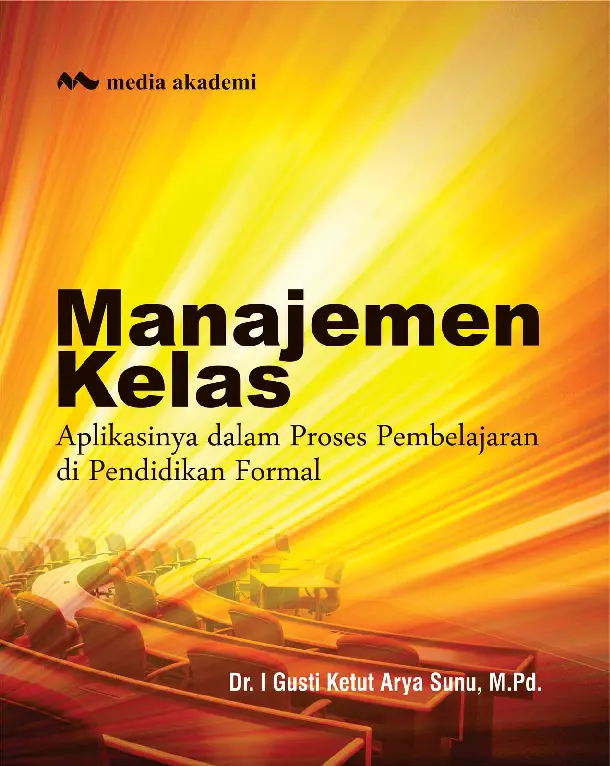 media akademi
Manajemen
Kelas
Aplikasinya dalam Proses Pembelajaran
di Pendidikan Formal
Dr. I Gusti Ketut Arya Sunu, M.Pd.